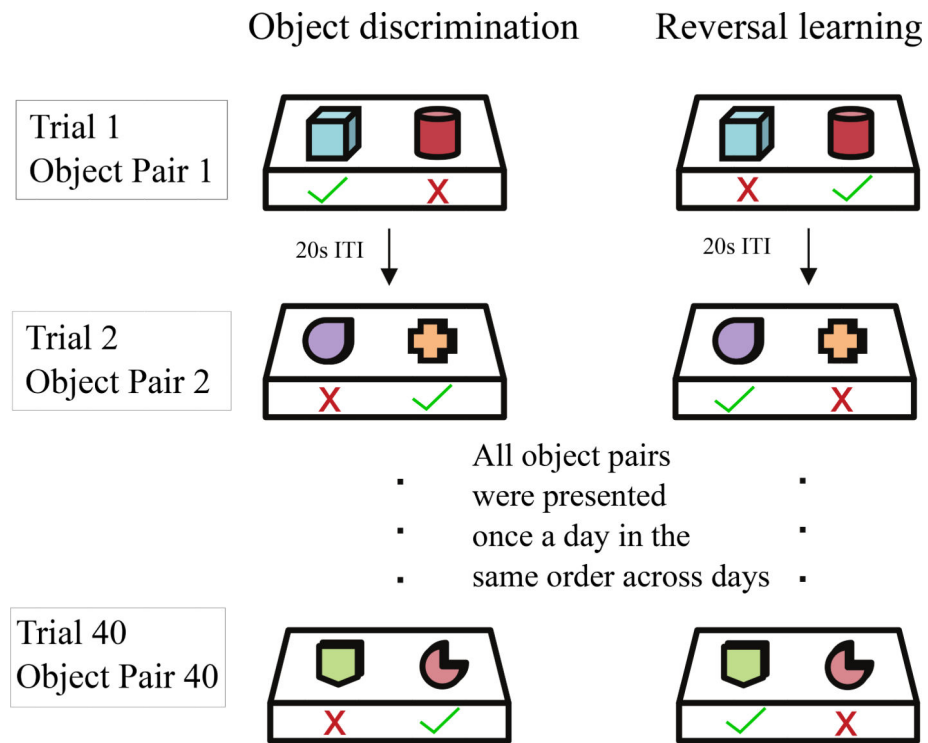 Object discrimination
Reversal learning
Trial 1
Object Pair 1
20s ITI
20s ITI
Trial 2
Object Pair 2
All object pairs
were presented
once a day in the
same order across days
Trial 40
Object Pair 40